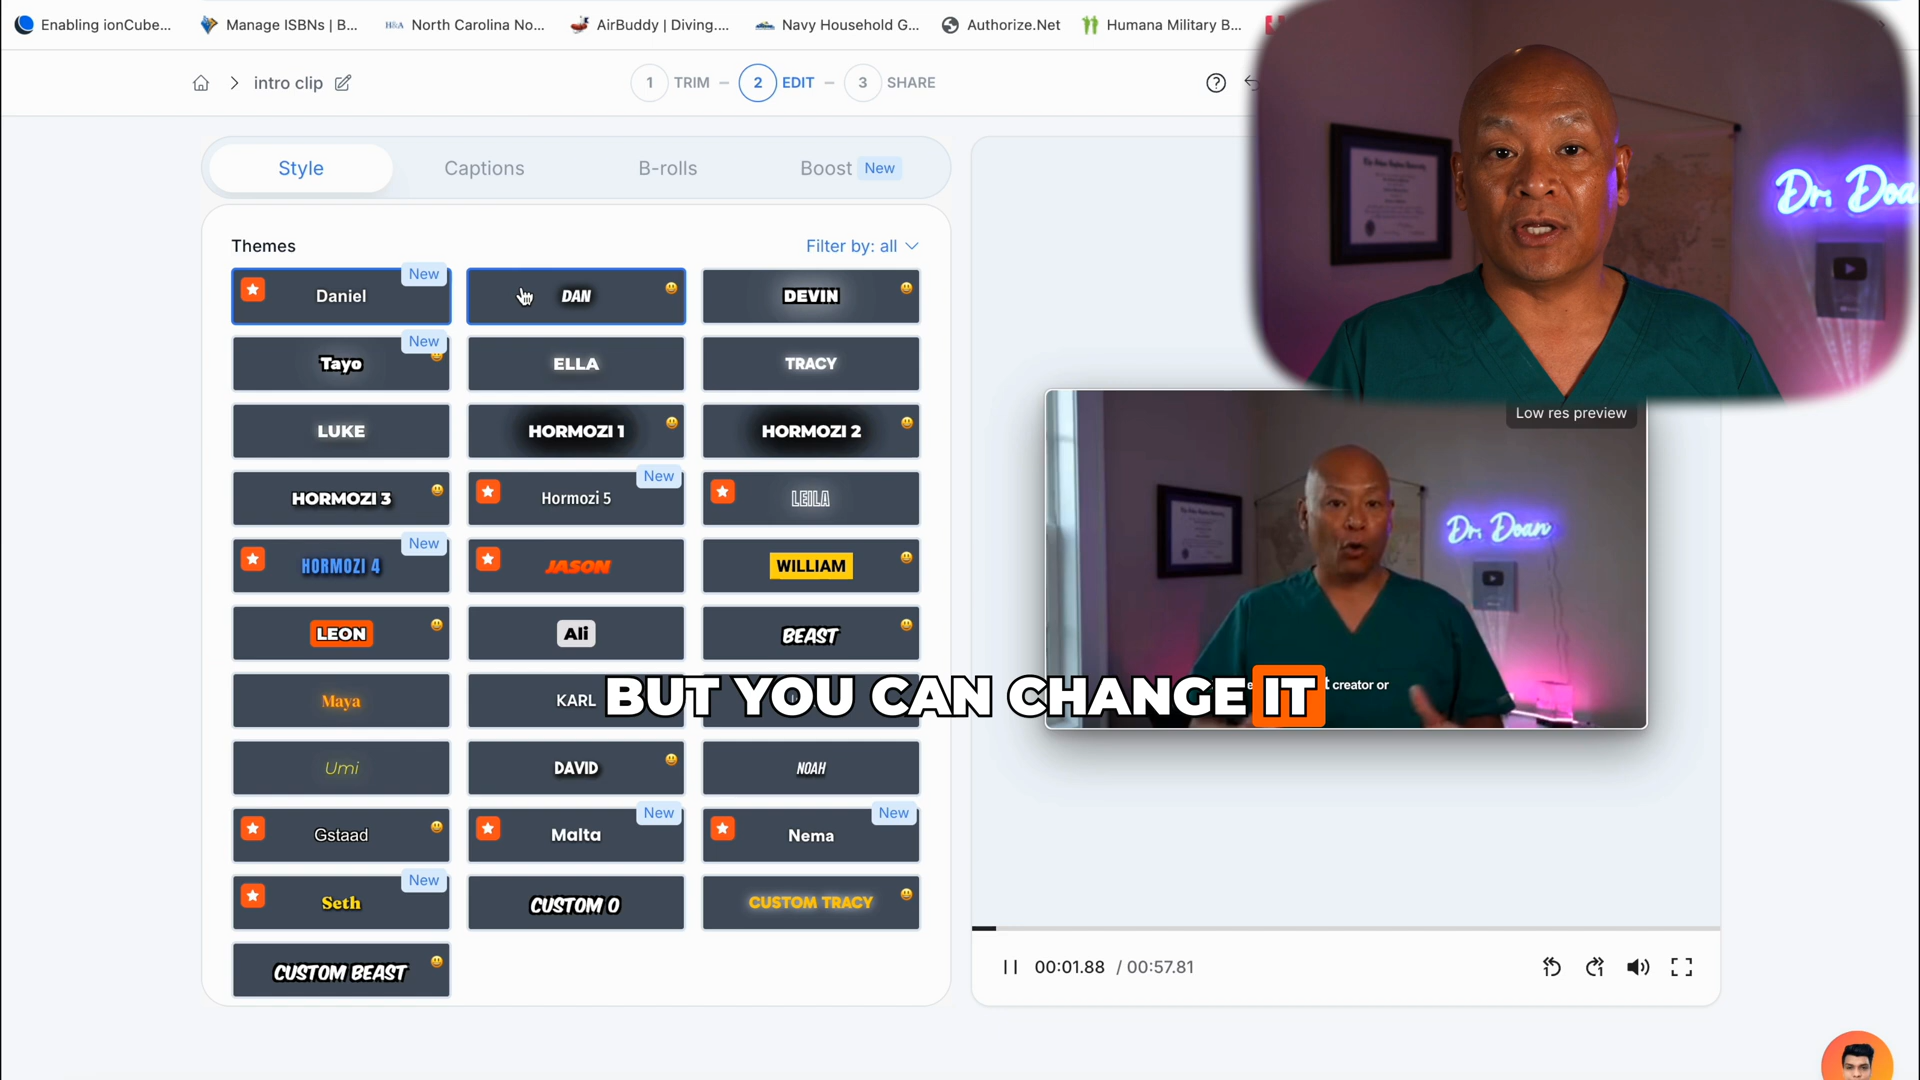 Enabling ionCube...
Manage ISBNs | B...
H&A North Carolina No...
AirBuddy | Diving....
Navy Household G...
Authorize.Net
Humana Military B...
intro clip
1 TRIM – 2 EDIT – 3 SHARE
Style
Captions
B-rolls
Boost New
Themes
Filter by: all
Daniel New
DAN
DEVIN
Tayo New
ELLA
TRACY
LUKE
HORMOZI 1
HORMOZI 2
HORMOZI 3
Hormozi 5 New
LEILA
HORMOZI 4 New
JASON
WILLIAM
LEON
Ali
BEAST
Maya
KARL
BUT YOU CAN CHANGE IT
Umi
DAVID
NOAH
Gstaad
Malta New
Nema New
Seth New
CUSTOM O
CUSTOM TRACY
CUSTOM BEAST
Dr. Doan
Low res preview
Dr. Doan
creator or
00:01.88 / 00:57.81